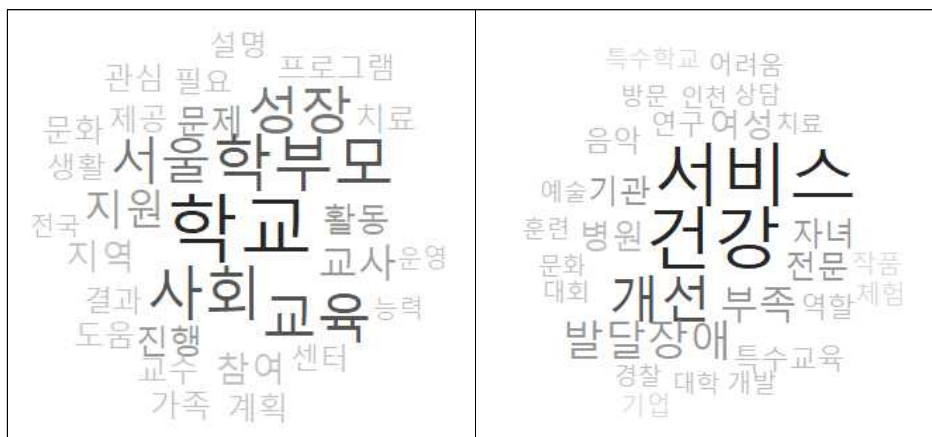 설명
관심 필요 프로그램
문화 제공 문제 성장 치료
생활 서울 학부모
전국 지원 학교 활동
지역 교사 운영
결과 사회 교육 능력
도움 진행
교수 참여 센터
가족 계획
특수학교 어려움
방문 인천 상담
음악 연구 여성 치료
서비스
예술 기관
훈련 병원 건강 자녀
문화 전문 작품
대회 개선 부족 역할 체험
발달장애 특수교육
경찰 대학 개발
기업